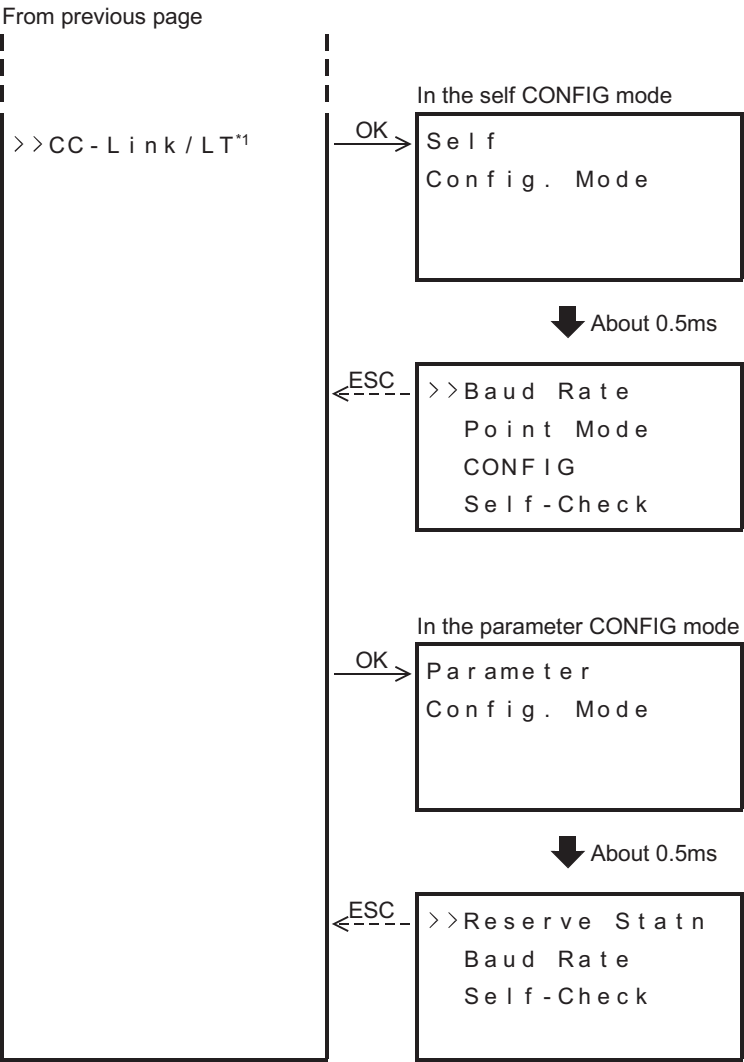 From previous page
>>CC-Link/LT*1
In the self CONFIG mode
OK
Self
Config. Mode
About 0.5ms
ESC
>>Baud Rate
Point Mode
CONFIG
Self-Check
In the parameter CONFIG mode
OK
Parameter
Config. Mode
About 0.5ms
ESC
>>Reserve Statn
Baud Rate
Self-Check